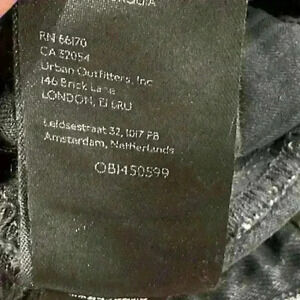 RN 66170
CA 32054
Urban Outfitters, Inc
146 Brick Lane
LONDON, E1 6RU
Leidsestraat 32, 1017 PB
Amsterdam, Netherlands
OB1450599